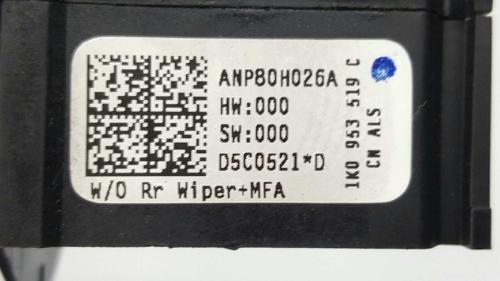 ANP80H026A
HW:000
SW:000
D5C0521*D
W/O Rr Wiper+MFA
1K0 953 519 C
CN ALS